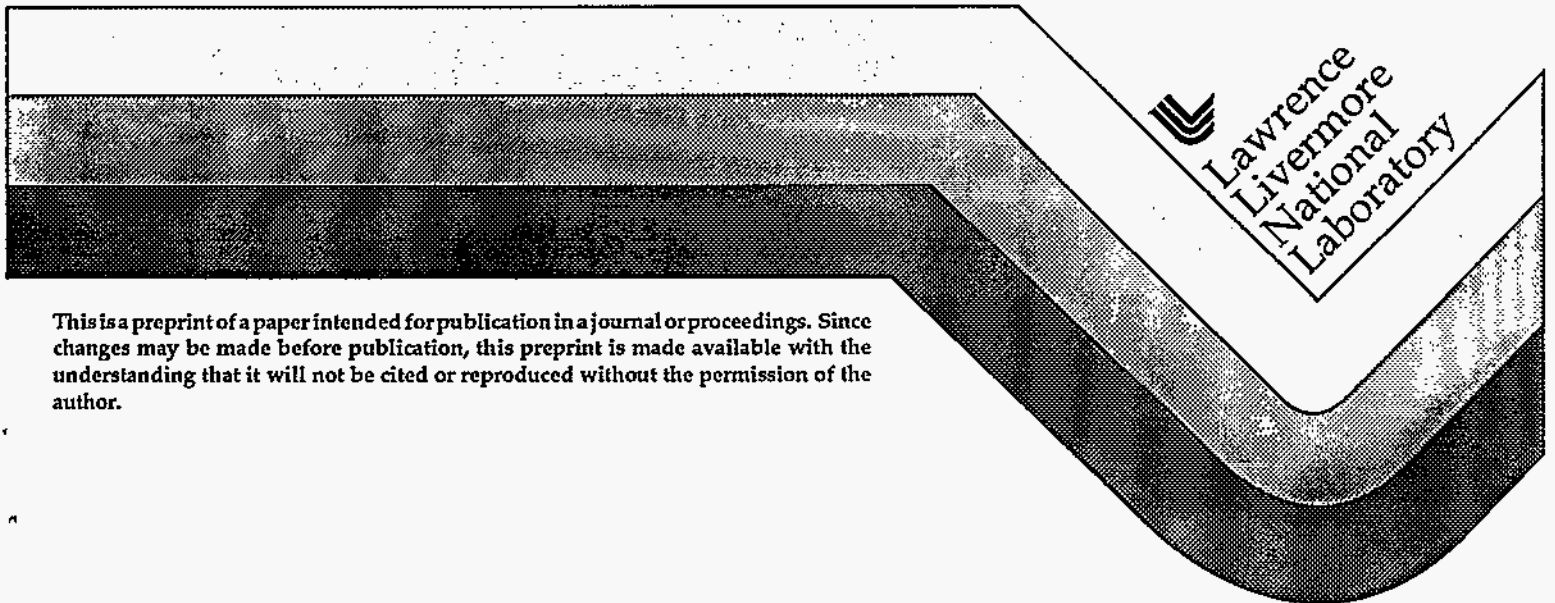 Lawrence
Livermore
National
Laboratory
This is a preprint of a paper intended for publication in a journal or proceedings. Since
changes may be made before publication, this preprint is made available with the
understanding that it will not be cited or reproduced without the permission of the
author.